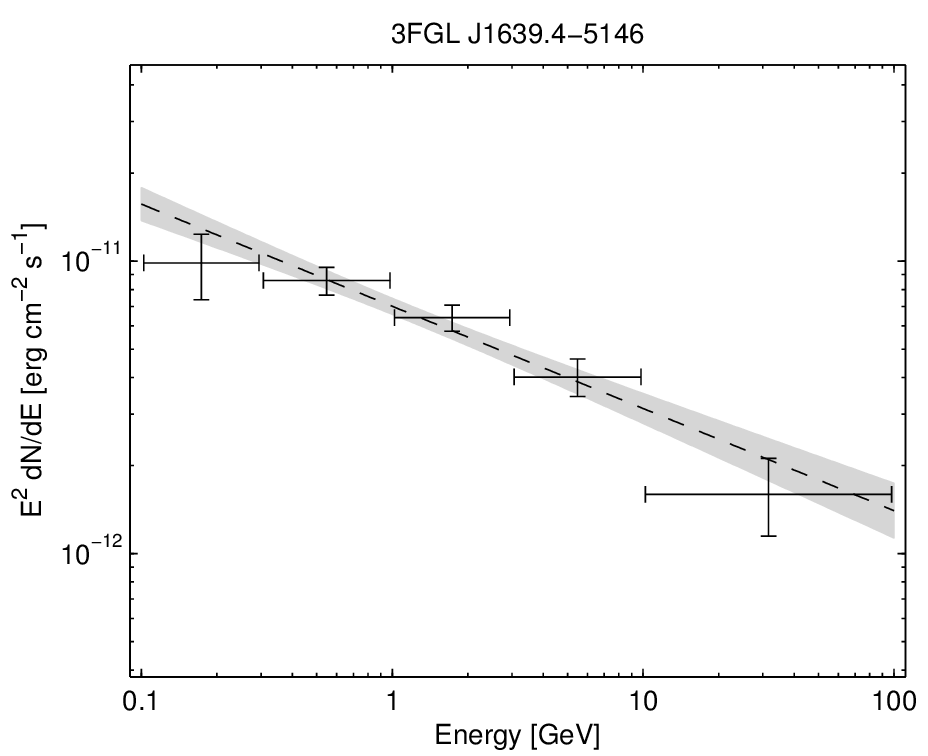 3FGL J1639.4−5146
E² dN/dE [erg cm⁻² s⁻¹]
10⁻¹¹
10⁻¹²
0.1 1 10 100
Energy [GeV]